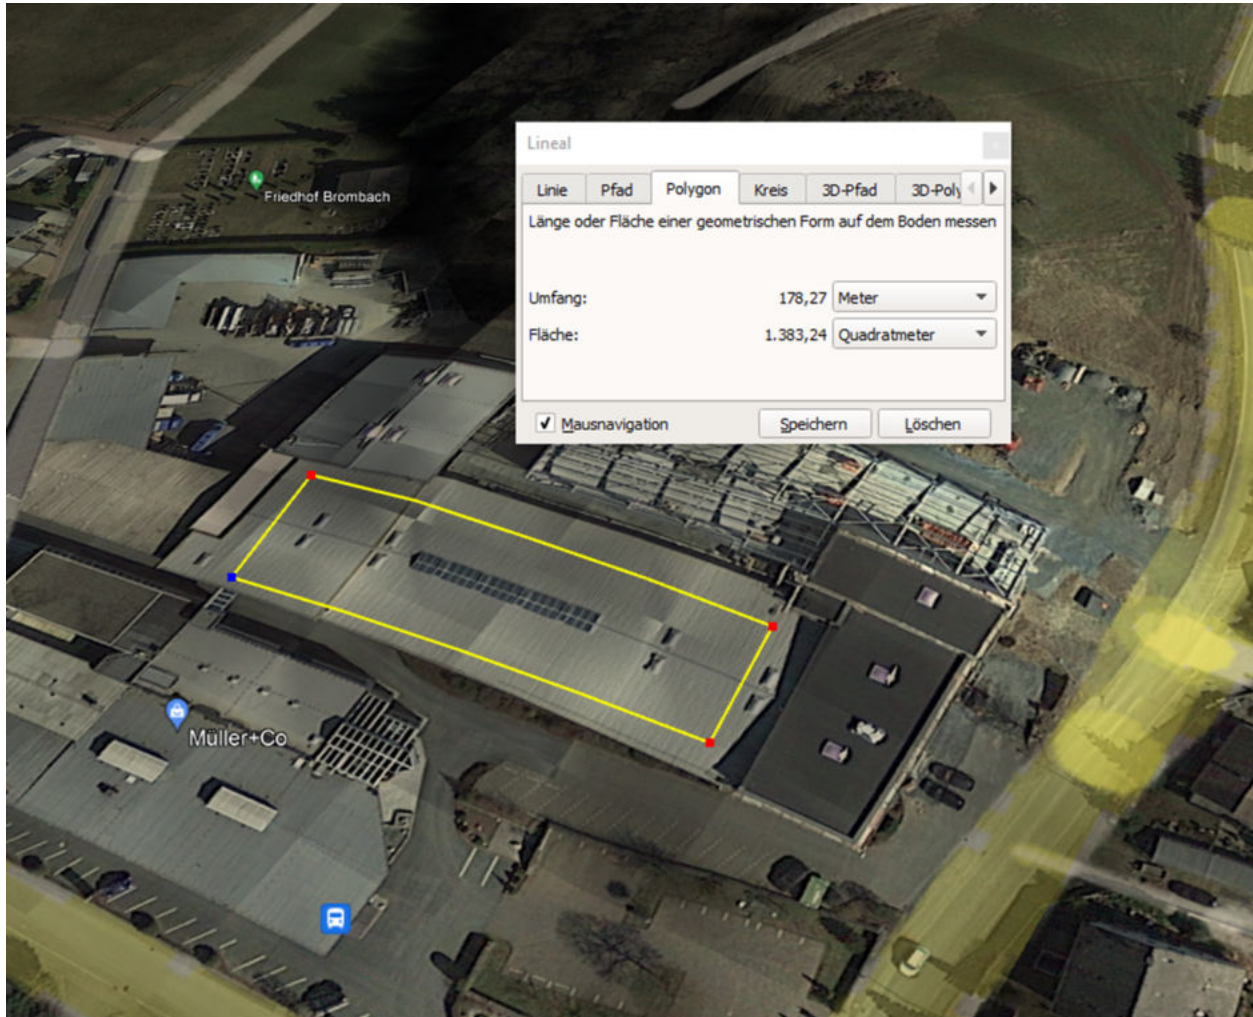 Lineal
Linie Pfad Polygon Kreis 3D-Pfad 3D-Poly
Länge oder Fläche einer geometrischen Form auf dem Boden messen
Umfang: 178,27 Meter
Fläche: 1.383,24 Quadratmeter
Mausnavigation Speichern Löschen
Friedhof Brombach
Müller+Co